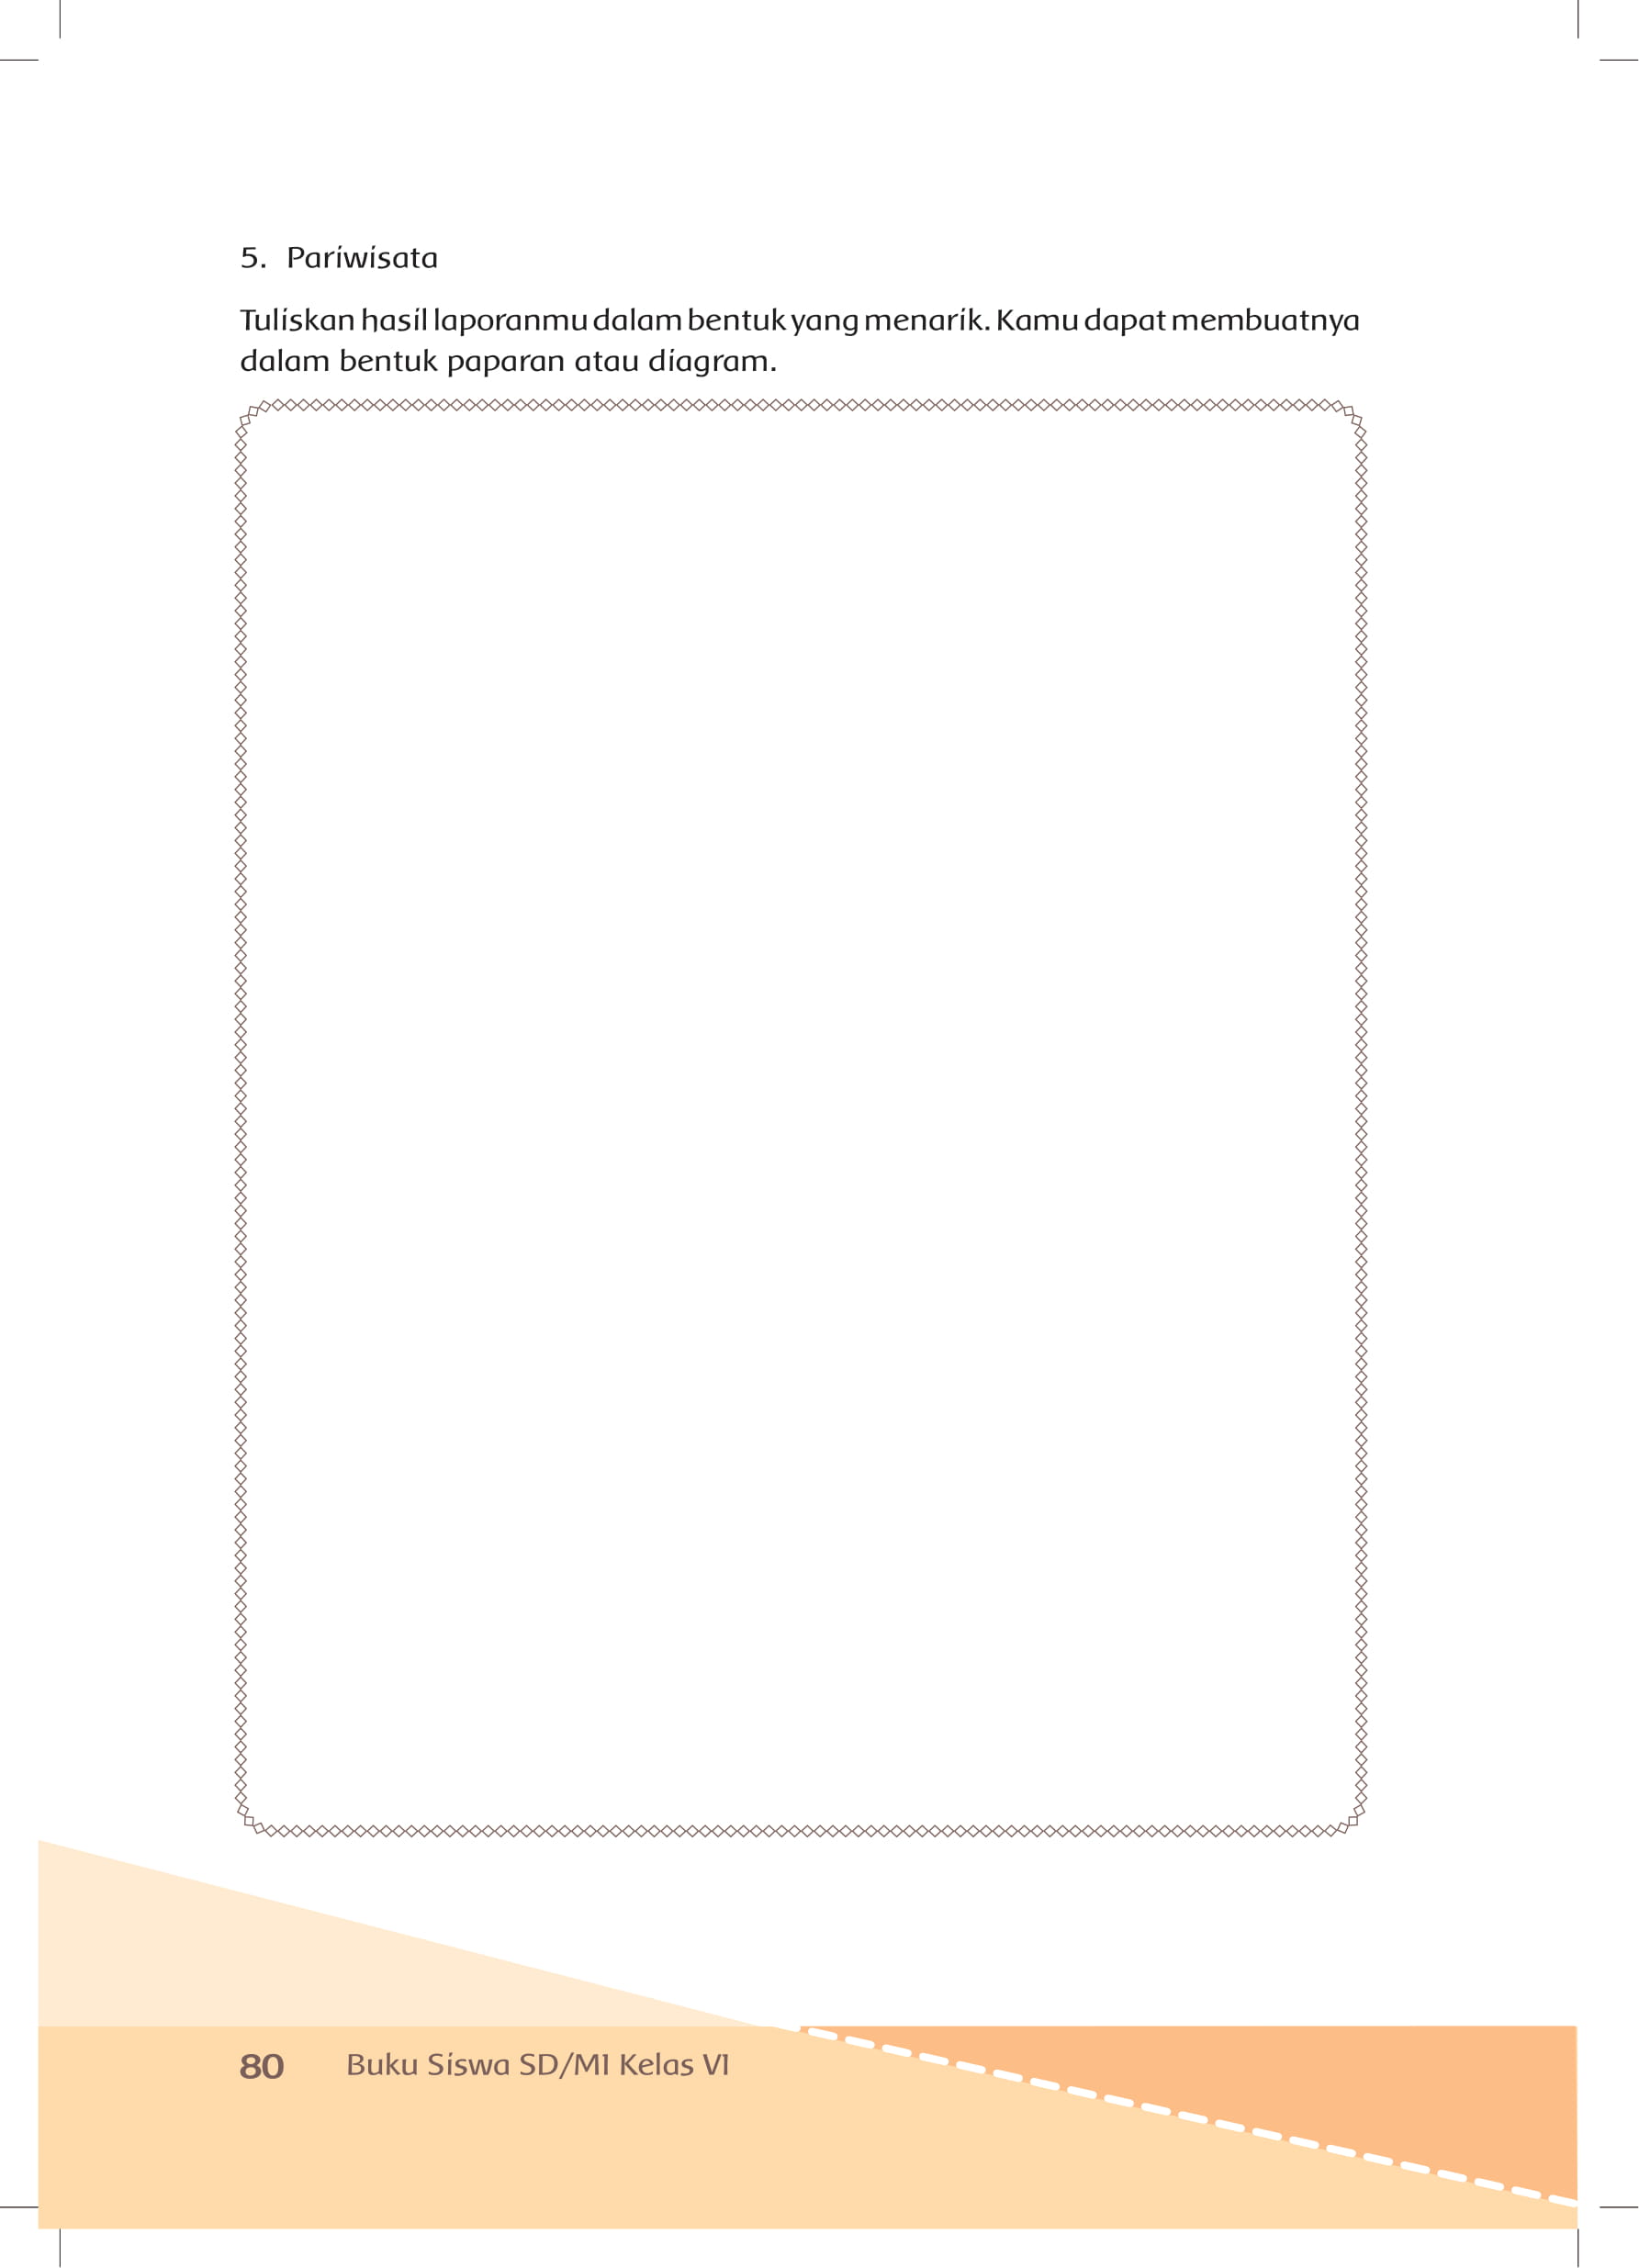 5. Pariwisata
Tuliskan hasil laporanmu dalam bentuk yang menarik. Kamu dapat membuatnya
dalam bentuk paparan atau diagram.
80 Buku Siswa SD/MI Kelas VI